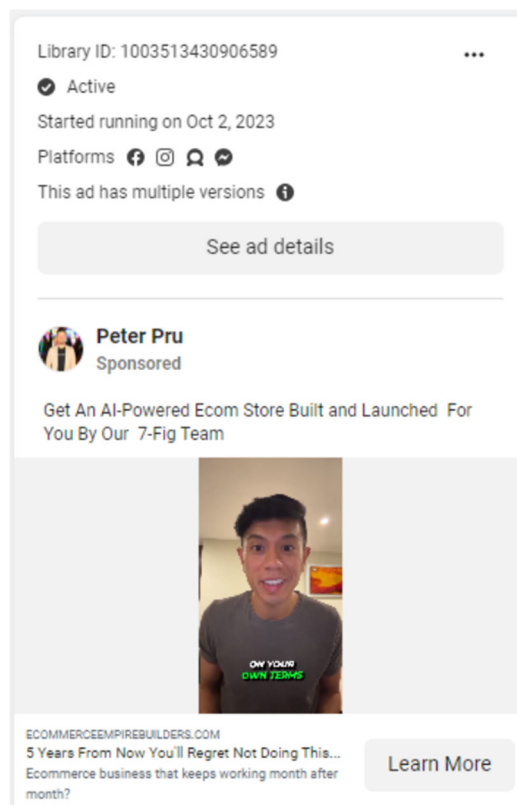 Library ID: 1003513430906589
Active
Started running on Oct 2, 2023
Platforms
This ad has multiple versions
See ad details
Peter Pru
Sponsored
Get An AI-Powered Ecom Store Built and Launched For
You By Our 7-Fig Team
ON YOUR
OWN TERMS
ECOMMERCEEMPIREBUILDERS.COM
5 Years From Now You'll Regret Not Doing This...
Ecommerce business that keeps working month after
month?
Learn More